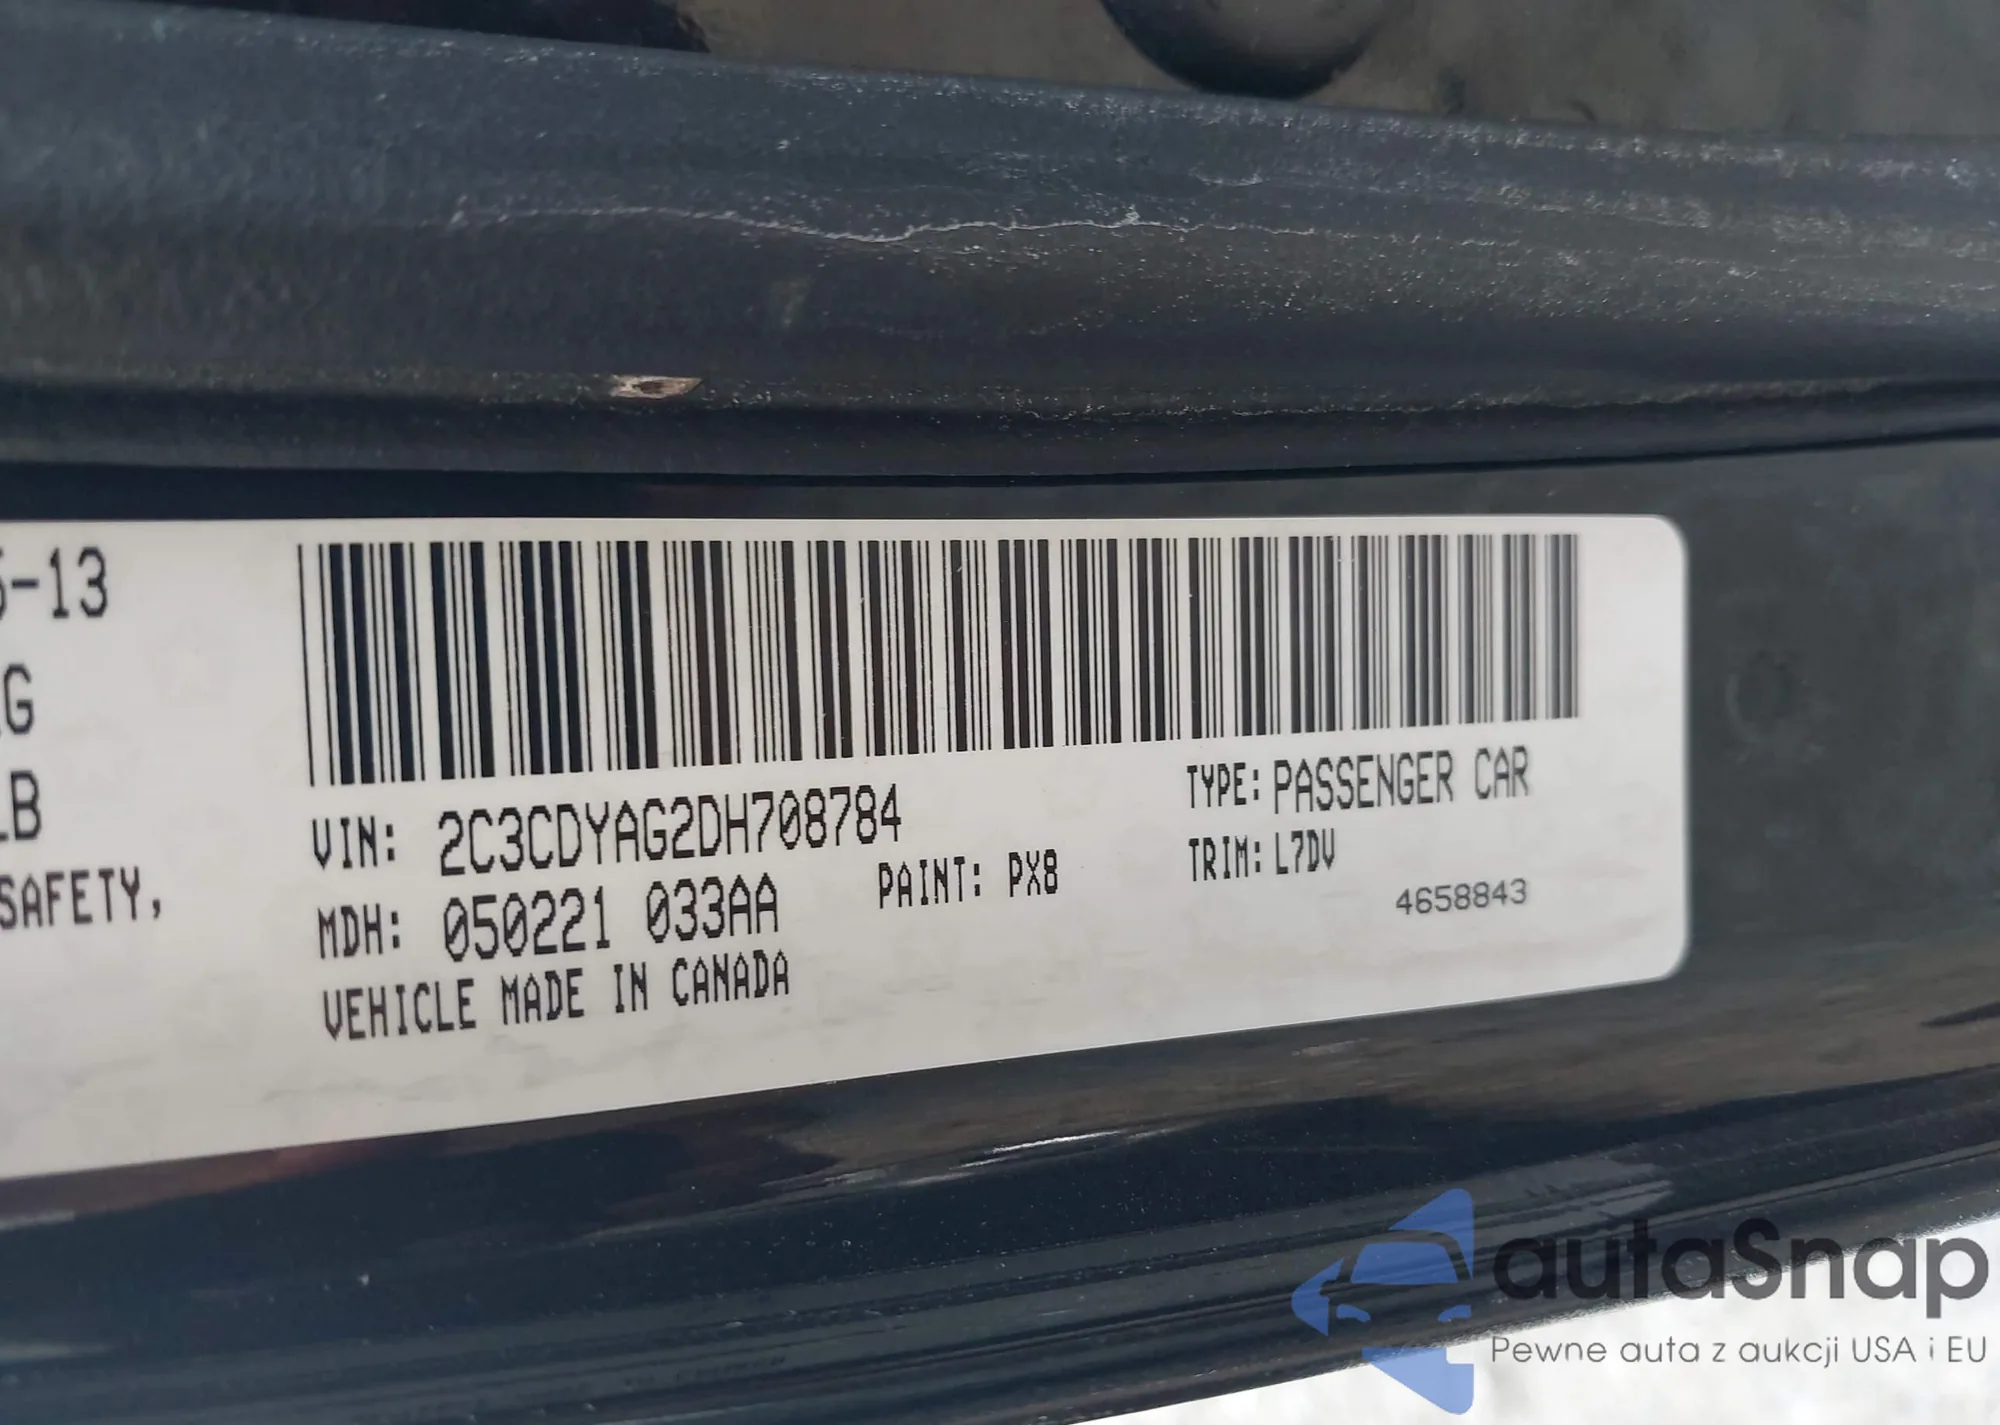 5-13
G
LB
SAFETY,
VIN: 2C3CDYAG2DH708784
MDH: 050221 033AA
PAINT: PX8
VEHICLE MADE IN CANADA
TYPE: PASSENGER CAR
TRIM: L7DV
4658843
autaSnap
Pewne auta z aukcji USA i EU